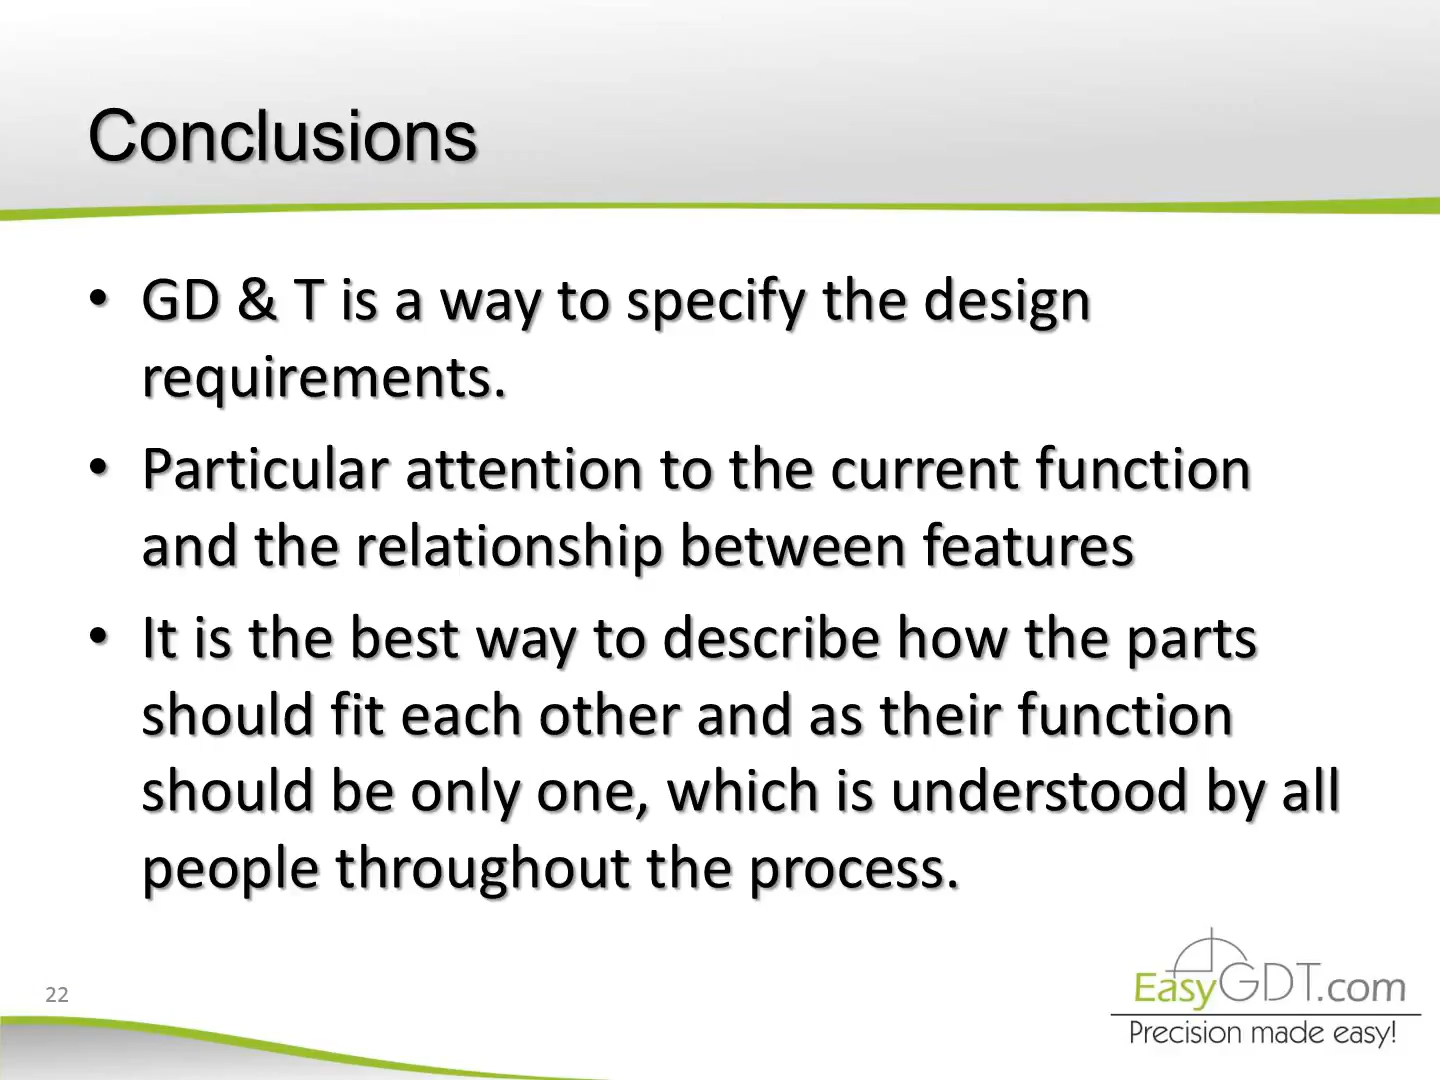 Conclusions
• GD & T is a way to specify the design
requirements.
• Particular attention to the current function
and the relationship between features
• It is the best way to describe how the parts
should fit each other and as their function
should be only one, which is understood by all
people throughout the process.
22
EasyGDT.com
Precision made easy!